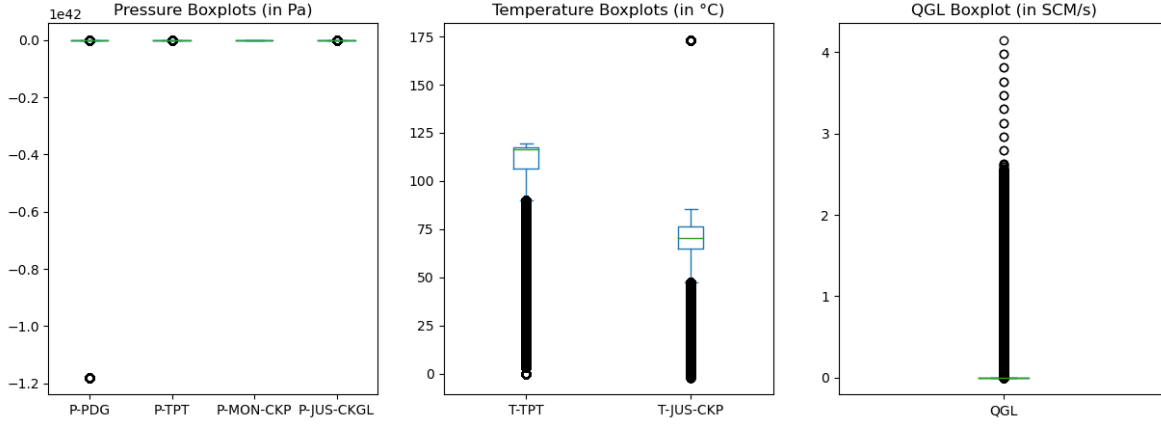 Pressure Boxplots (in Pa)
1e42
0.0
−0.2
−0.4
−0.6
−0.8
−1.0
−1.2
P-PDG
P-TPT
P-MON-CKP
P-JUS-CKGL
Temperature Boxplots (in °C)
175
150
125
100
75
50
25
0
T-TPT
T-JUS-CKP
QGL Boxplot (in SCM/s)
4
3
2
1
0
QGL